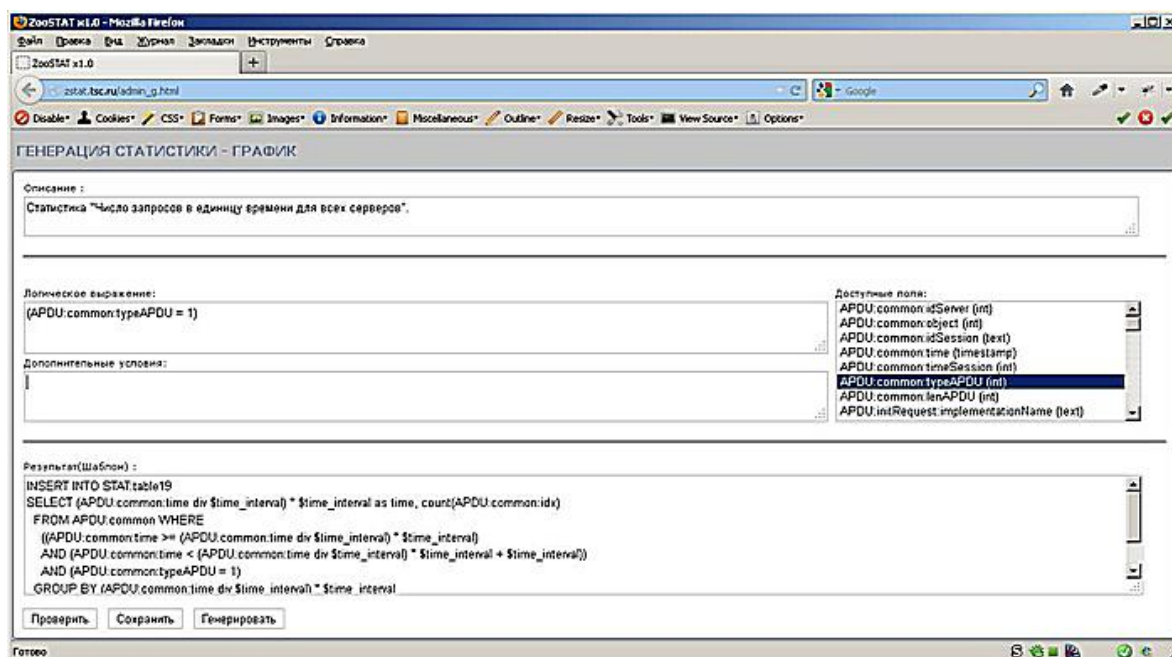 ZooSTAT x1.0 - Mozilla Firefox
Файл Правка Вид Журнал Закладки Инструменты Справка
ZooSTAT x1.0 +
zstat.tsc.ru/admin_g.html Google
Disable Cookies CSS Forms Images Information Miscellaneous Outline Resize Tools View Source Options
ГЕНЕРАЦИЯ СТАТИСТИКИ - ГРАФИК
Описание :
Статистика "Число запросов в единицу времени для всех серверов".
Логическое выражение:
(APDU:common:typeAPDU = 1)
Дополнительные условия:
Доступные поля:
APDU:common:idServer (int)
APDU:common:object (int)
APDU:common:idSession (text)
APDU:common:time (timestamp)
APDU:common:timeSession (int)
APDU:common:typeAPDU (int)
APDU:common:lenAPDU (int)
APDU:initRequest:implementationName (text)
Результат(Шаблон) :
INSERT INTO STAT:table19
SELECT (APDU:common:time div $time_interval) * $time_interval as time, count(APDU:common:idx)
FROM APDU:common WHERE
((APDU:common:time >= (APDU:common:time div $time_interval) * $time_interval)
AND (APDU:common:time < (APDU:common:time div $time_interval) * $time_interval + $time_interval))
AND (APDU:common:typeAPDU = 1)
GROUP BY (APDU:common:time div $time_interval) * $time_interval
Проверить Сохранить Генерировать
Готово